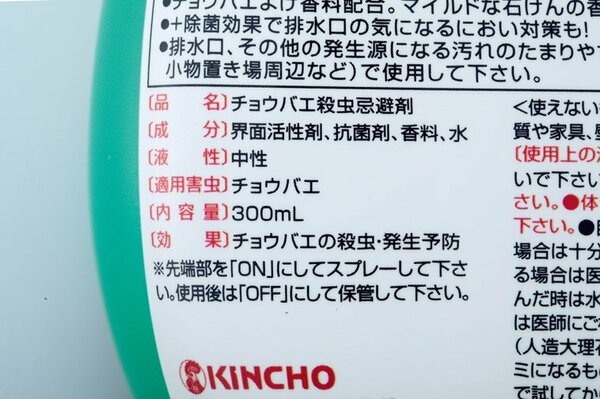 ●チョウバエよけ香料配合。マイルドな石けんの香
●+除菌効果で排水口の気になるにおい対策も!
●排水口、その他の発生源になる汚れのたまりや
小物置き場周辺など)で使用して下さい。
〔品 名〕チョウバエ殺虫忌避剤
〔成 分〕界面活性剤、抗菌剤、香料、水
〔液 性〕中性
〔適用害虫〕チョウバエ
〔内 容 量〕300mL
〔効 果〕チョウバエの殺虫・発生予防
※先端部を「ON」にしてスプレーして下さ
い。使用後は「OFF」にして保管して下さい。
KINCHO
<使えない
質や家具、
〔使用上の
いで下さい
さい。●体
下さい。●
場合は十分
る場合は医
んだ時は水
は医師にご
(人造大理石
ミになるも
で試してか